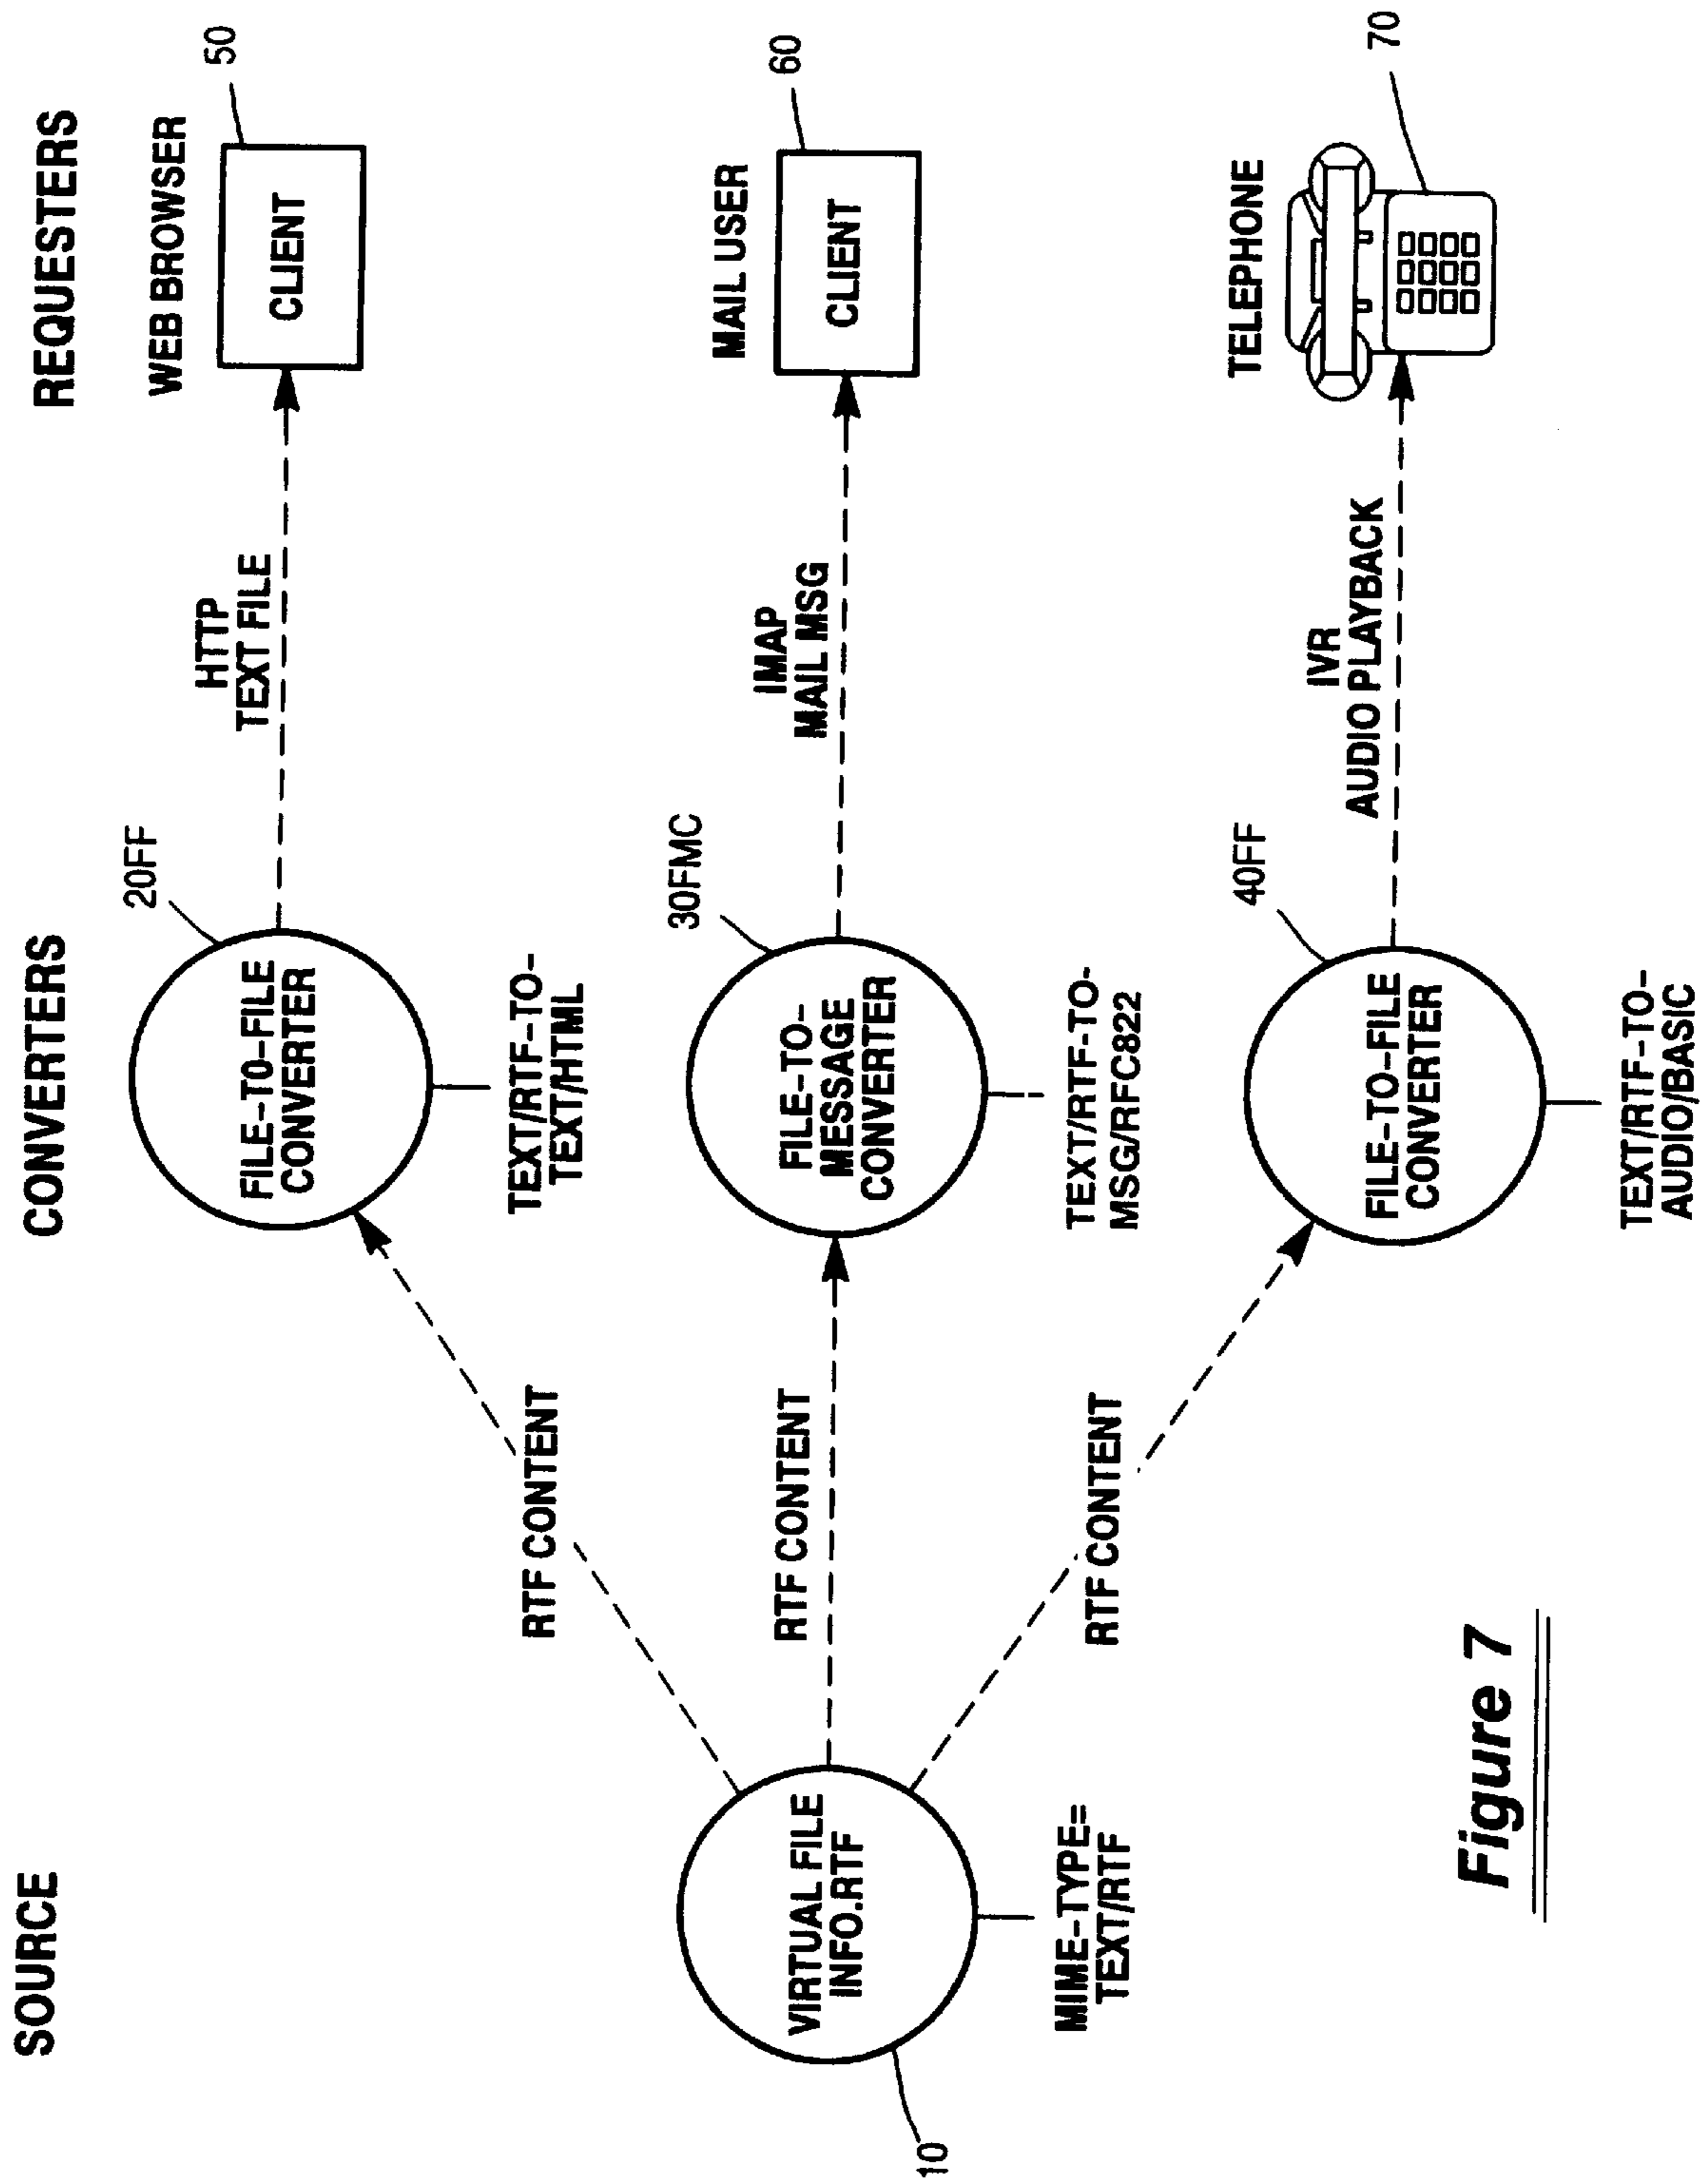 SOURCE
CONVERTERS
REQUESTERS
10
VIRTUAL FILE
INFO.RTF
MIME-TYPE=
TEXT/RTF
RTF CONTENT
RTF CONTENT
RTF CONTENT
20FF
FILE-TO-FILE
CONVERTER
TEXT/RTF-TO-
TEXT/HTML
HTTP
TEXT FILE
WEB BROWSER
CLIENT
50
30FMC
FILE-TO-
MESSAGE
CONVERTER
TEXT/RTF-TO-
MSG/RFC822
IMAP
MAIL MSG
MAIL USER
CLIENT
60
40FF
FILE-TO-FILE
CONVERTER
TEXT/RTF-TO-
AUDIO/BASIC
IVR
AUDIO PLAYBACK
TELEPHONE
70
Figure 7